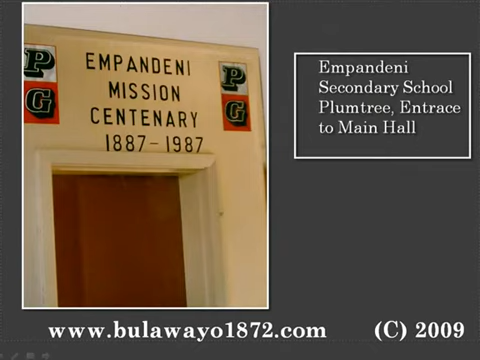 P
G
EMPANDENI
MISSION
CENTENARY
1887-1987
P
G
Empandeni
Secondary School
Plumtree, Entrace
to Main Hall
www.bulawayo1872.com (C) 2009